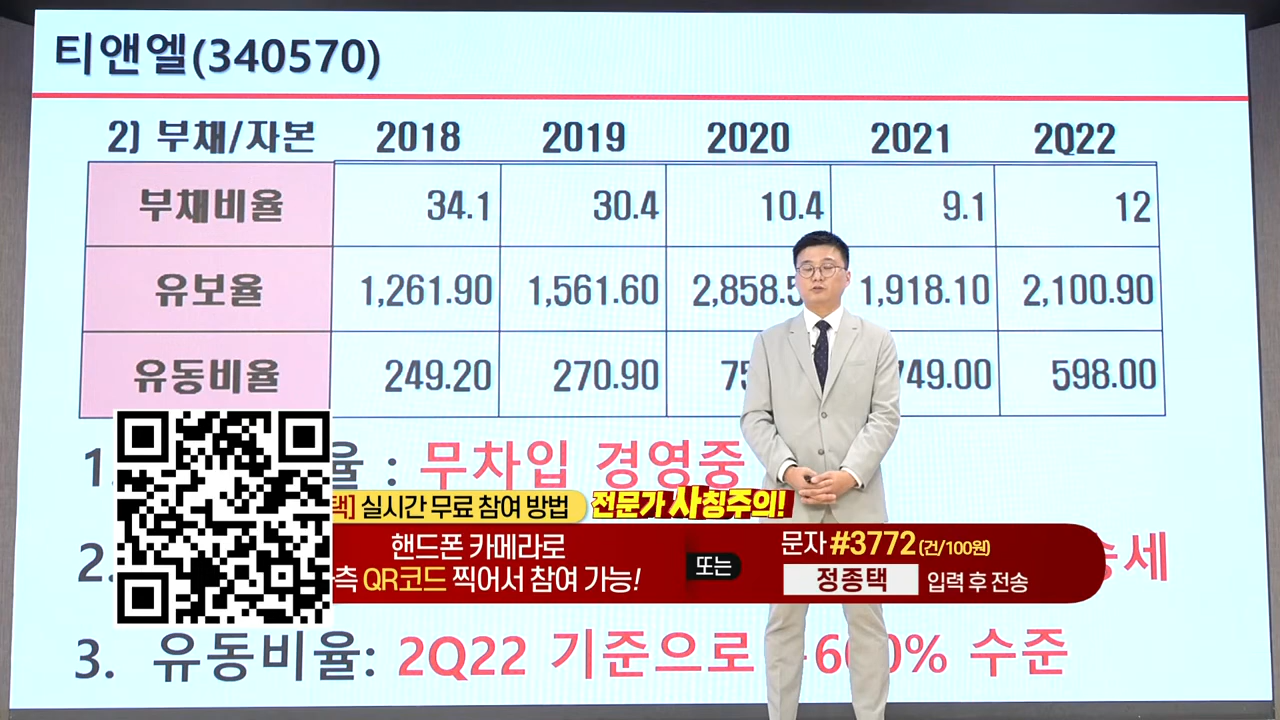 티앤엘(340570)
2) 부채/자본 2018 2019 2020 2021 2Q22
부채비율 34.1 30.4 10.4 9.1 12
유보율 1,261.90 1,561.60 2,858.5 1,918.10 2,100.90
유동비율 249.20 270.90 749.00 598.00
1. : 무차입 경영중
택] 실시간 무료 참여 방법 전문가 사칭주의!
핸드폰 카메라로
QR코드 찍어서 참여 가능!
또는
문자 #3772 (건/100원)
정종택 입력 후 전송
2.
3. 유동비율: 2Q22 기준으로 수준